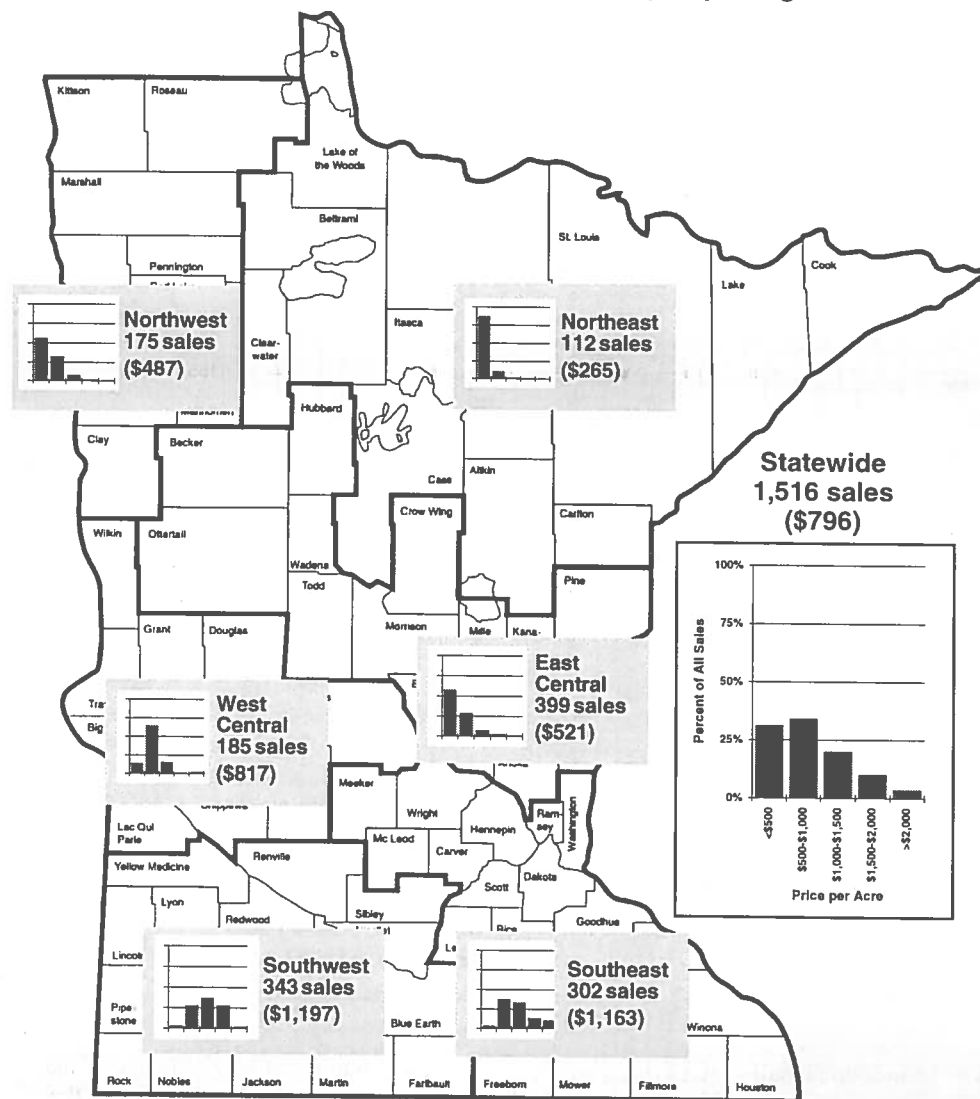 Kittson
Roseau
Lake of
the Woods
Marshall
Beltrami
St. Louis
Cook
Pennington
Lake
Northwest
175 sales
($487)
Clear-
water
Itasca
Northeast
112 sales
($265)
Hubbard
Clay
Becker
Cass
Aitkin
Statewide
1,516 sales
($796)
Crow Wing
Carlton
Wilkin
Ottertail
Wadena
Todd
Pine
100%
75%
50%
25%
0%
Percent of All Sales
<$500
$500-$1,000
$1,000-$1,500
$1,500-$2,000
>$2,000
Price per Acre
Grant
Douglas
Morrison
Mille
Kana-
East
Central
399 sales
($521)
West
Central
185 sales
($817)
Tra
Big
Meeker
Wright
Hennepin
Ram-
sey
Washington
Lac Qui
Parle
Mc Leod
Carver
Yellow Medicine
Renville
Scott
Dakota
Lyon
Redwood
Sibley
Goodhue
Rice
Lincoln
Le
Southwest
343 sales
($1,197)
Southeast
302 sales
($1,163)
Pipe
stone
Blue Earth
Winona
Rock
Nobles
Jackson
Martin
Faribault
Freeborn
Mower
Fillmore
Houston